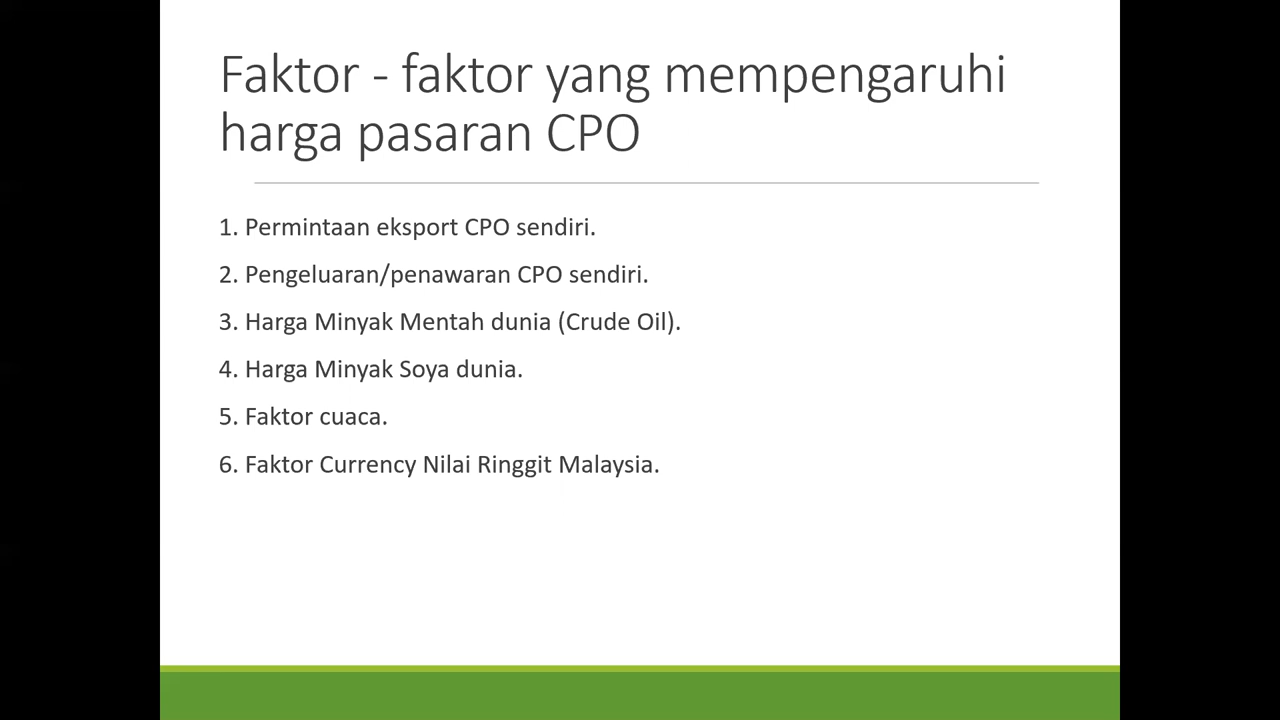 Faktor - faktor yang mempengaruhi
harga pasaran CPO
1. Permintaan eksport CPO sendiri.
2. Pengeluaran/penawaran CPO sendiri.
3. Harga Minyak Mentah dunia (Crude Oil).
4. Harga Minyak Soya dunia.
5. Faktor cuaca.
6. Faktor Currency Nilai Ringgit Malaysia.